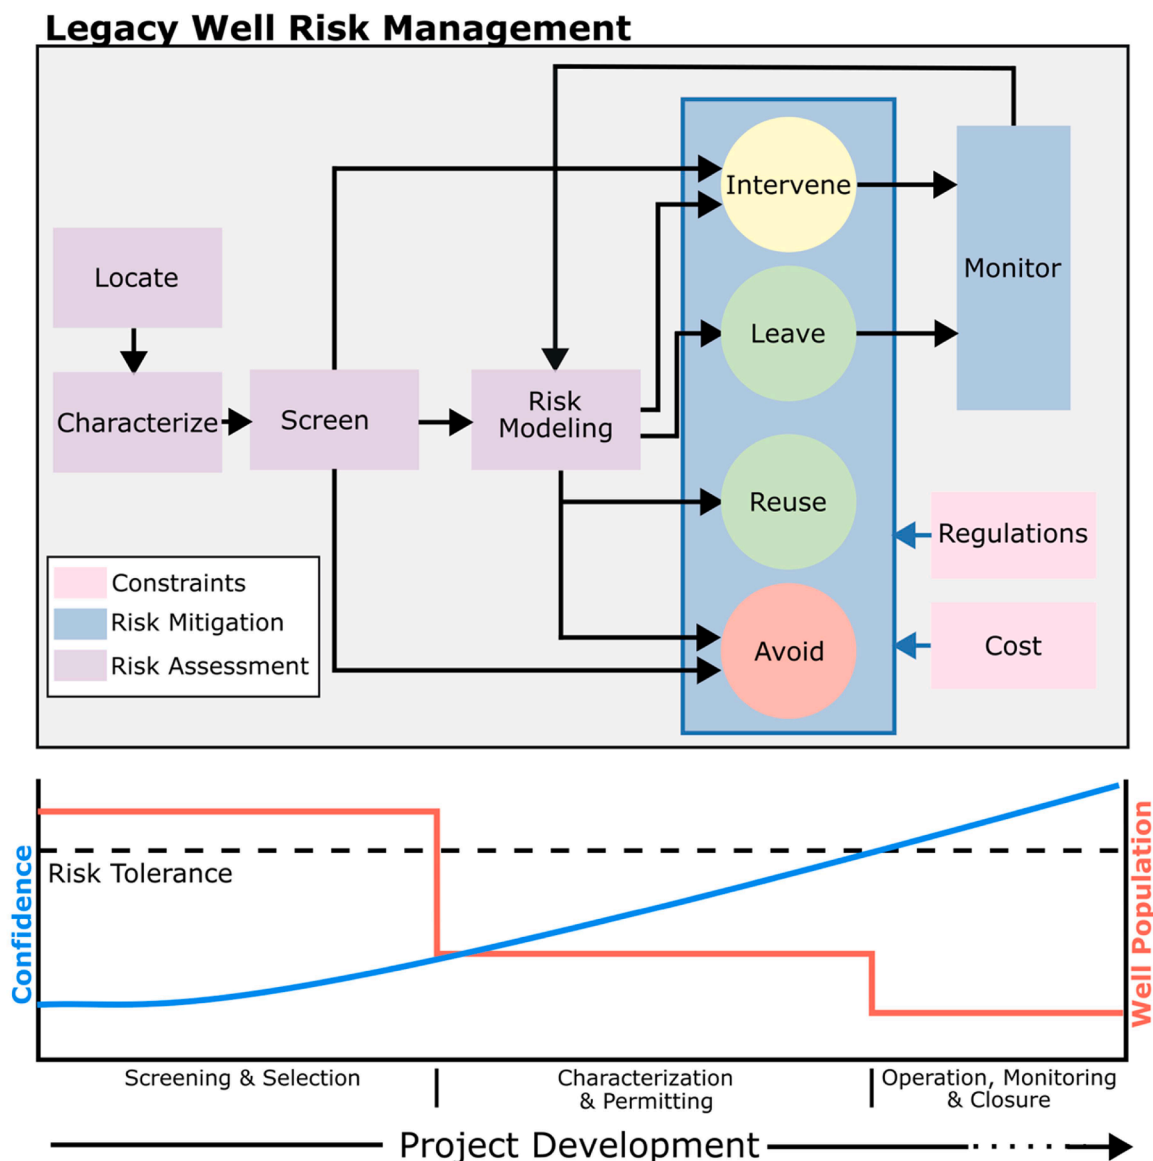 Legacy Well Risk Management
Intervene
Monitor
Locate
Leave
Characterize
Screen
Risk
Modeling
Reuse
Regulations
Constraints
Risk Mitigation
Risk Assessment
Avoid
Cost
Risk Tolerance
Confidence
Well Population
Screening & Selection
Characterization
& Permitting
Operation, Monitoring
& Closure
Project Development